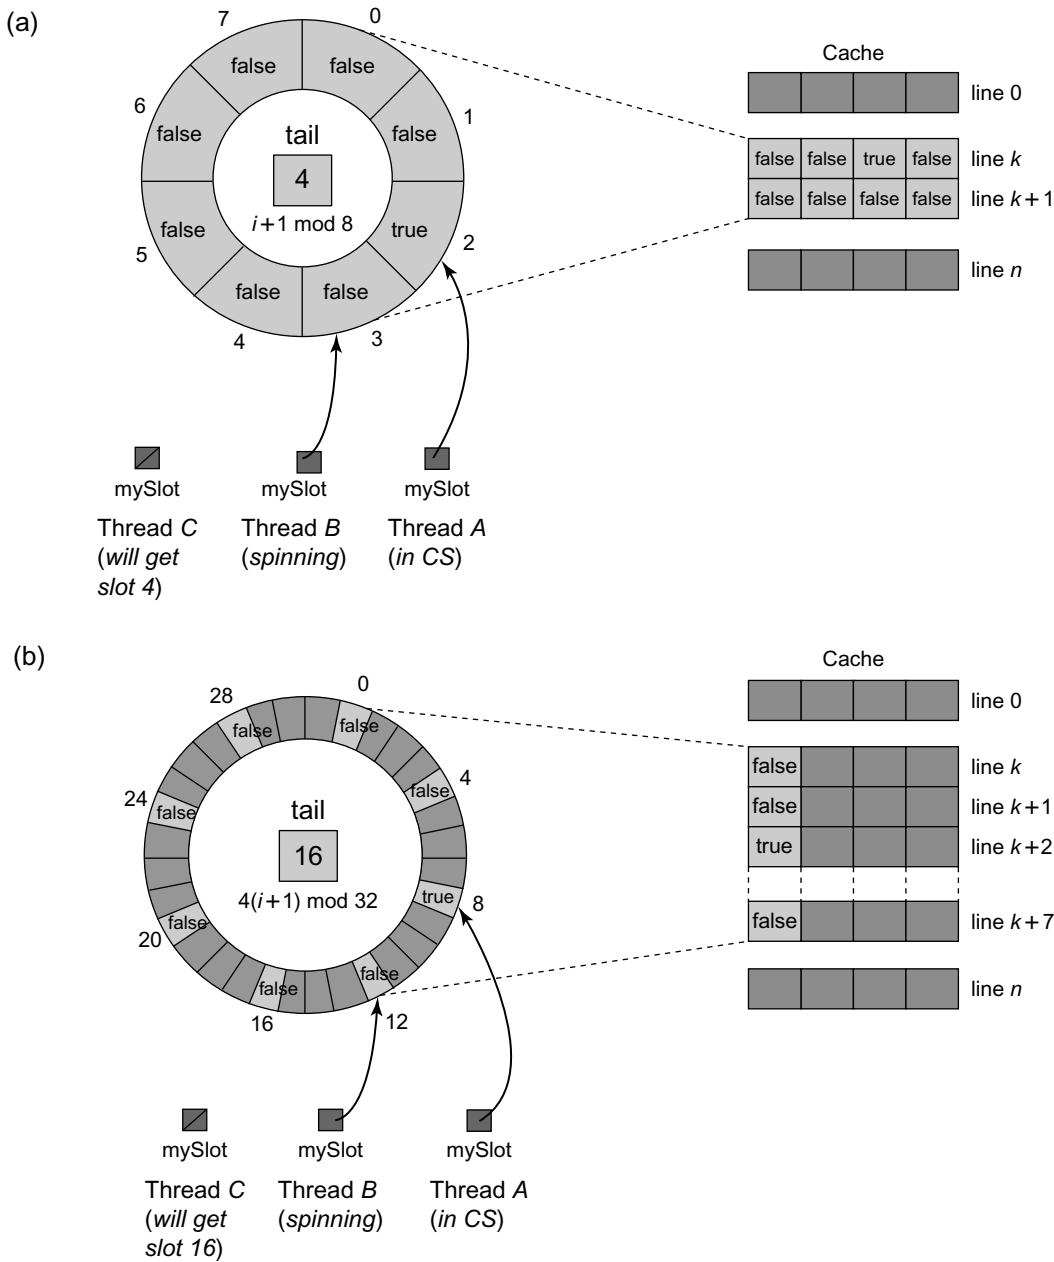 (a)
7
0
false
false
6
1
false
false
tail
4
i+1 mod 8
false
true
5
2
false
false
4
3
Cache
line 0
false false true false line k
false false false false line k+1
line n
mySlot
mySlot
mySlot
Thread C
(will get
slot 4)
Thread B
(spinning)
Thread A
(in CS)
(b)
28
0
false
false
4
false
24
false
tail
16
4(i+1) mod 32
true
8
false
20
false
false
16
12
Cache
line 0
false line k
false line k+1
true line k+2
false line k+7
line n
mySlot
mySlot
mySlot
Thread C
(will get
slot 16)
Thread B
(spinning)
Thread A
(in CS)